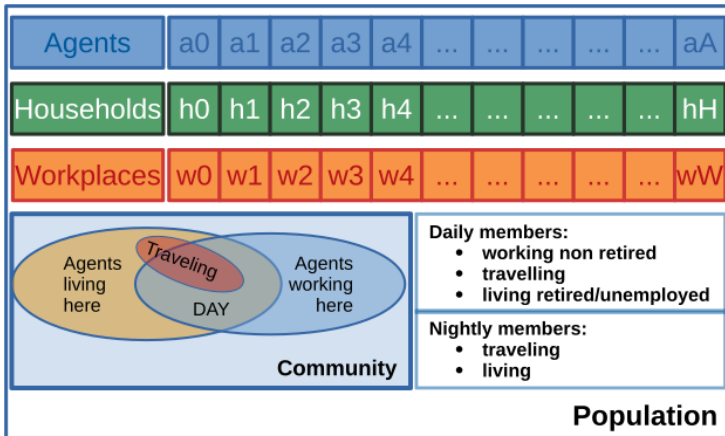 Agents a0 a1 a2 a3 a4 ... ... ... ... ... aA
Households h0 h1 h2 h3 h4 ... ... ... ... ... hH
Workplaces w0 w1 w2 w3 w4 ... ... ... ... ... wW
Traveling
Agents
living
here
Agents
working
here
DAY
Community
Daily members:
• working non retired
• travelling
• living retired/unemployed
Nightly members:
• traveling
• living
Population